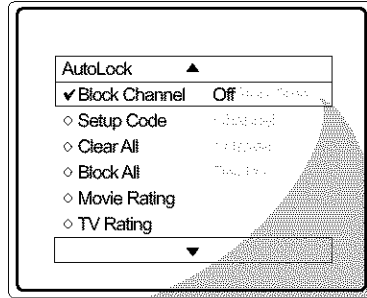 AutoLock ▲
✔ Block Channel Off
◇ Setup Code
◇ Clear All
◇ Block All
◇ Movie Rating
◇ TV Rating
▼